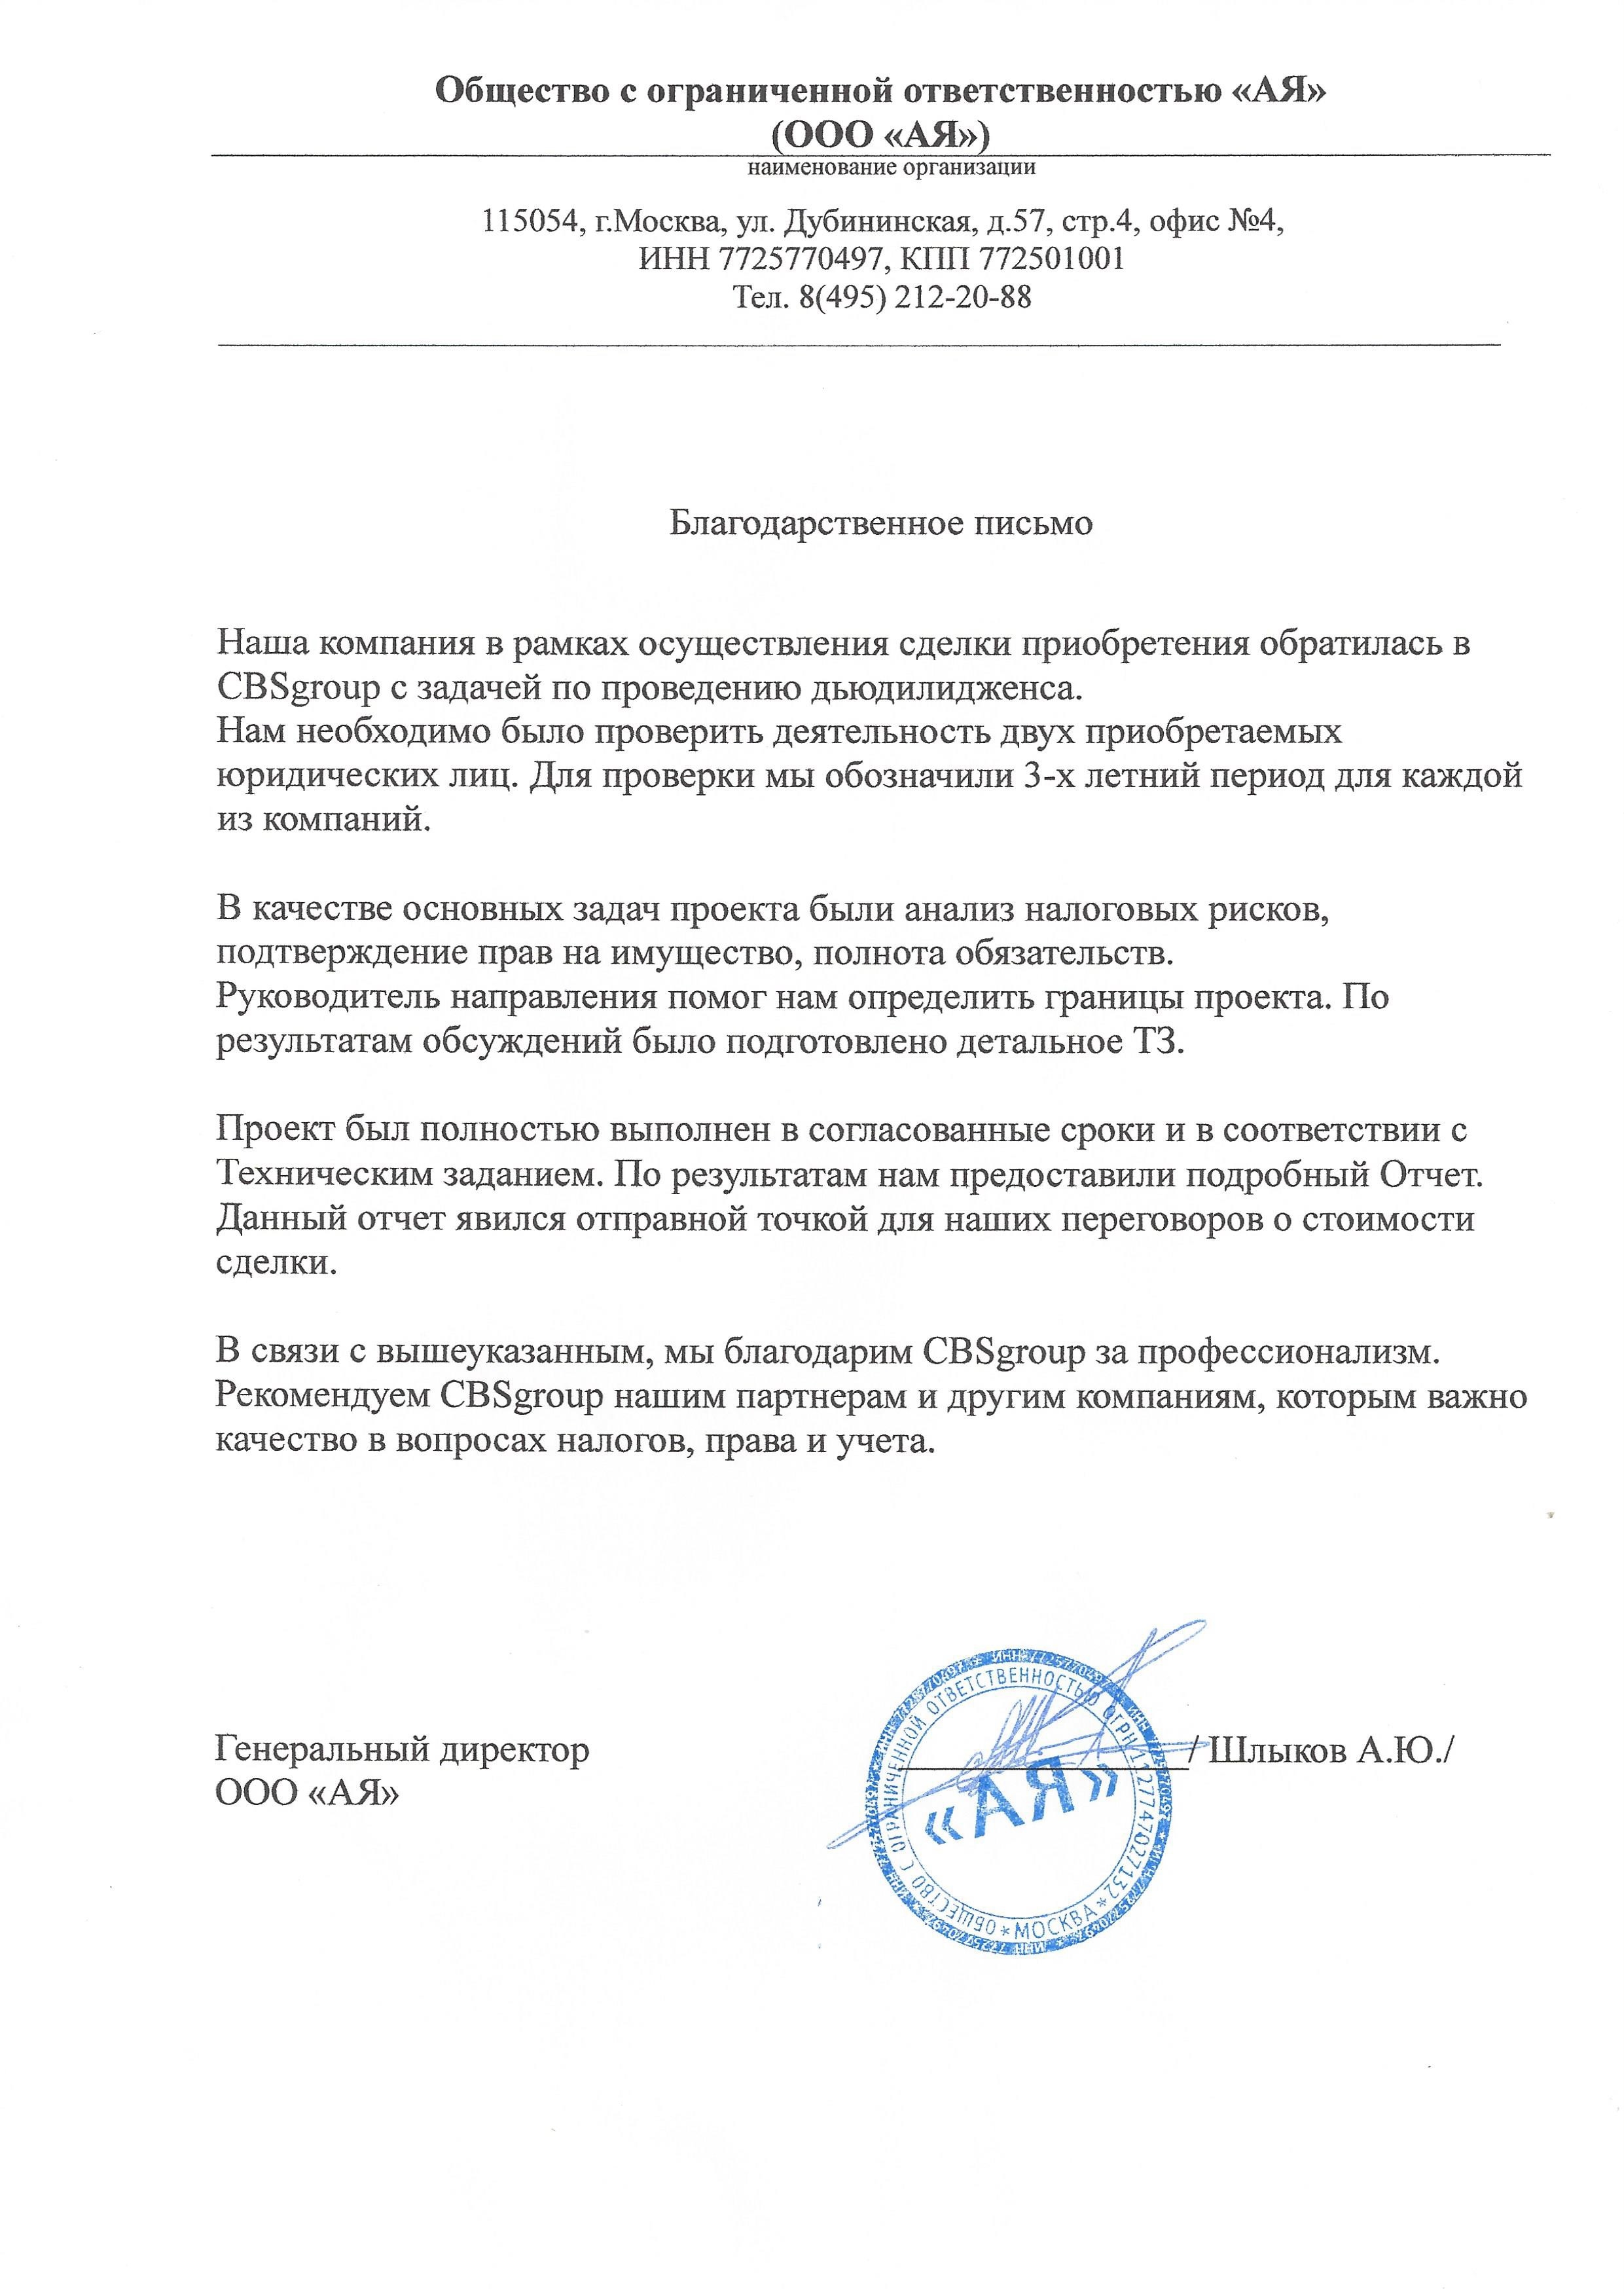 Общество с ограниченной ответственностью «АЯ»
(ООО «АЯ»)
наименование организации
115054, г.Москва, ул. Дубининская, д.57, стр.4, офис №4,
ИНН 7725770497, КПП 772501001
Тел. 8(495) 212-20-88
Благодарственное письмо
Наша компания в рамках осуществления сделки приобретения обратилась в
CBSgroup с задачей по проведению дьюдилидженса.
Нам необходимо было проверить деятельность двух приобретаемых
юридических лиц. Для проверки мы обозначили 3-х летний период для каждой
из компаний.
В качестве основных задач проекта были анализ налоговых рисков,
подтверждение прав на имущество, полнота обязательств.
Руководитель направления помог нам определить границы проекта. По
результатам обсуждений было подготовлено детальное ТЗ.
Проект был полностью выполнен в согласованные сроки и в соответствии с
Техническим заданием. По результатам нам предоставили подробный Отчет.
Данный отчет явился отправной точкой для наших переговоров о стоимости
сделки.
В связи с вышеуказанным, мы благодарим CBSgroup за профессионализм.
Рекомендуем CBSgroup нашим партнерам и другим компаниям, которым важно
качество в вопросах налогов, права и учета.
Генеральный директор / Шлыков А.Ю./
ООО «АЯ»
ОБЩЕСТВО С ОГРАНИЧЕННОЙ ОТВЕТСТВЕННОСТЬЮ ОГРН 1127747027132 * МОСКВА *
«АЯ»
ИНН 7725770497 *